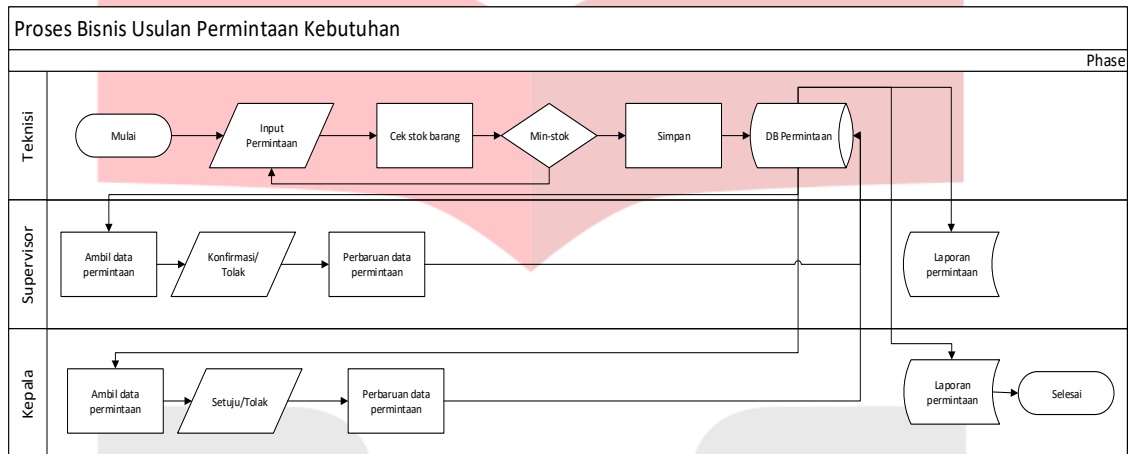 Proses Bisnis Usulan Permintaan Kebutuhan
Phase
Teknisi
Mulai
Input
Permintaan
Cek stok barang
Min-stok
Simpan
DB Permintaan
Supervisor
Ambil data
permintaan
Konfirmasi/
Tolak
Perbaruan data
permintaan
Laporan
permintaan
Kepala
Ambil data
permintaan
Setuju/Tolak
Perbaruan data
permintaan
Laporan
permintaan
Selesai